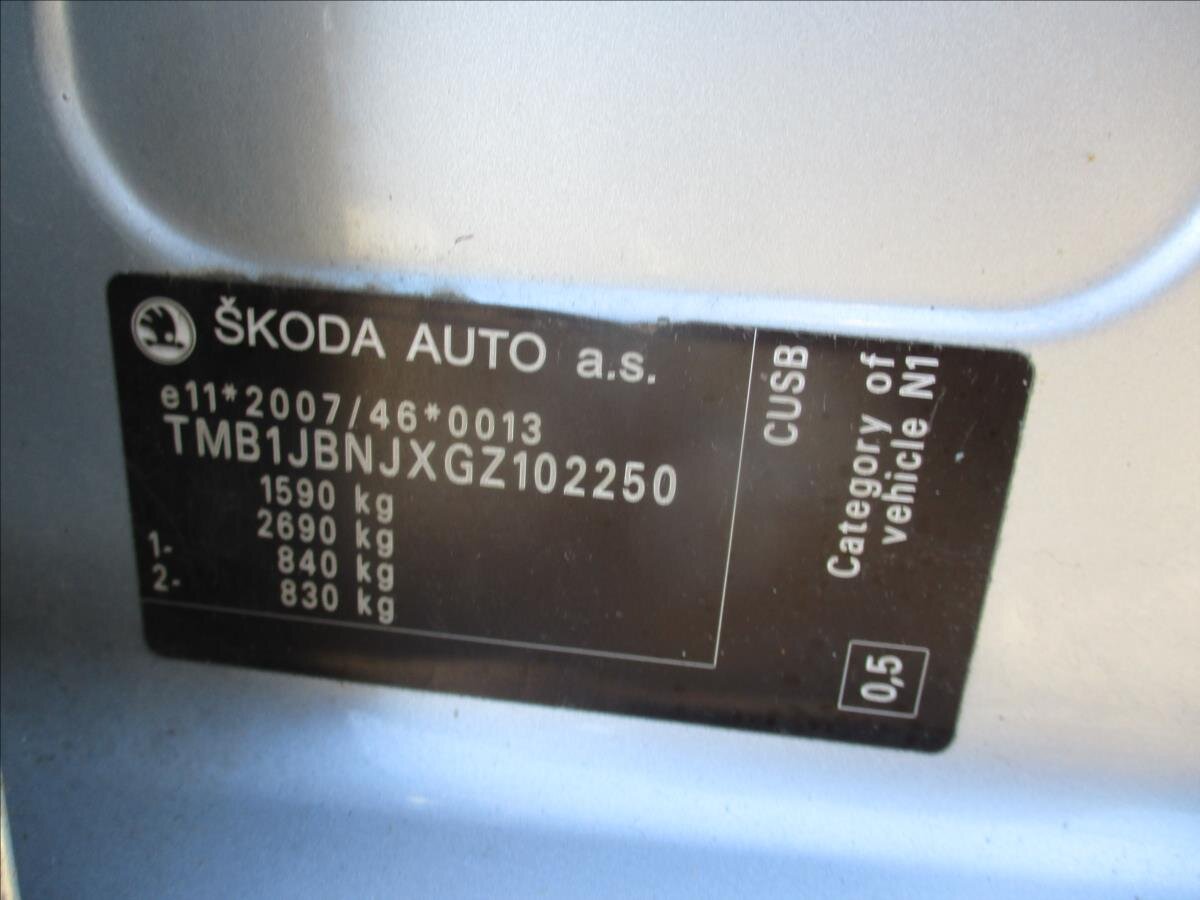 ŠKODA AUTO a.s.
e11*2007/46*0013
TMB1JBNJXGZ102250
1590 kg
2690 kg
1- 840 kg
2- 830 kg
CUSB
Category of
vehicle N1
0,5